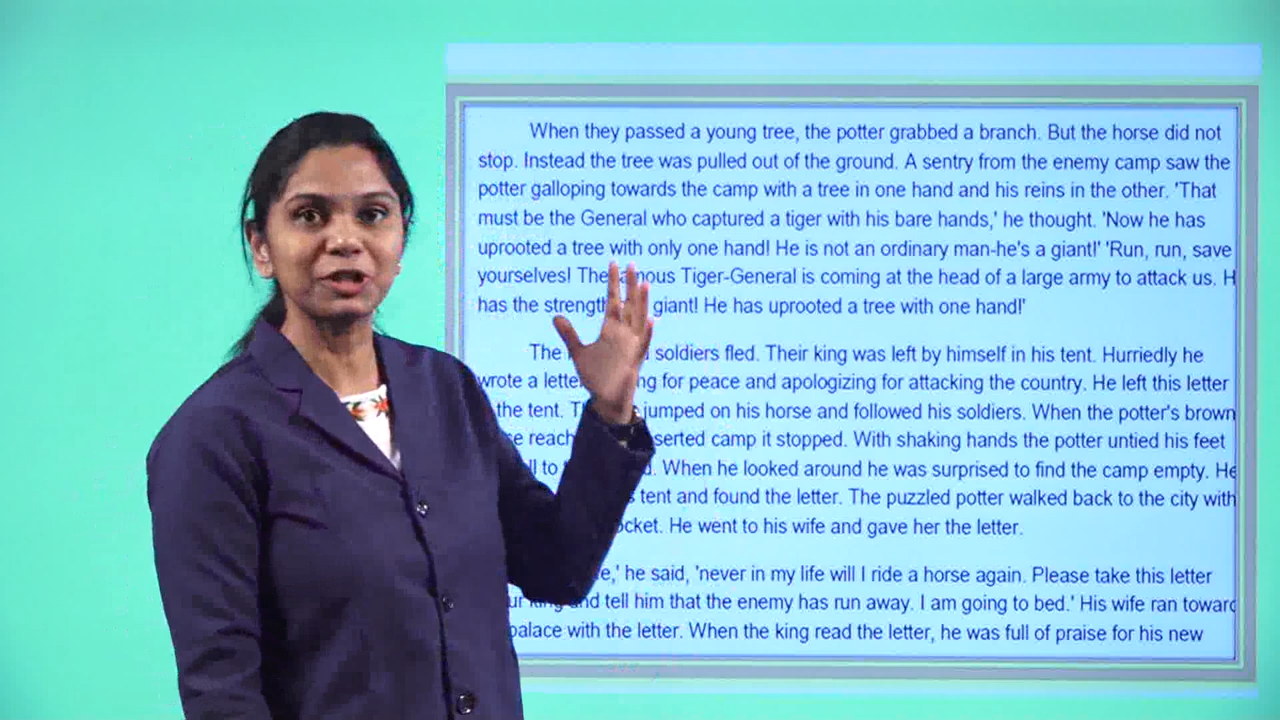 When they passed a young tree, the potter grabbed a branch. But the horse did not
stop. Instead the tree was pulled out of the ground. A sentry from the enemy camp saw the
potter galloping towards the camp with a tree in one hand and his reins in the other. 'That
must be the General who captured a tiger with his bare hands,' he thought. 'Now he has
uprooted a tree with only one hand! He is not an ordinary man-he's a giant!' 'Run, run, save
yourselves! The famous Tiger-General is coming at the head of a large army to attack us.
has the strength giant! He has uprooted a tree with one hand!'
The soldiers fled. Their king was left by himself in his tent. Hurriedly he
wrote a letter for peace and apologizing for attacking the country. He left this letter
the tent. jumped on his horse and followed his soldiers. When the potter's brown
camp it stopped. With shaking hands the potter untied his feet
to When he looked around he was surprised to find the camp empty. He
tent and found the letter. The puzzled potter walked back to the city with
He went to his wife and gave her the letter.
he said, 'never in my life will I ride a horse again. Please take this letter
and tell him that the enemy has run away. I am going to bed.' His wife ran
palace with the letter. When the king read the letter, he was full of praise for his new